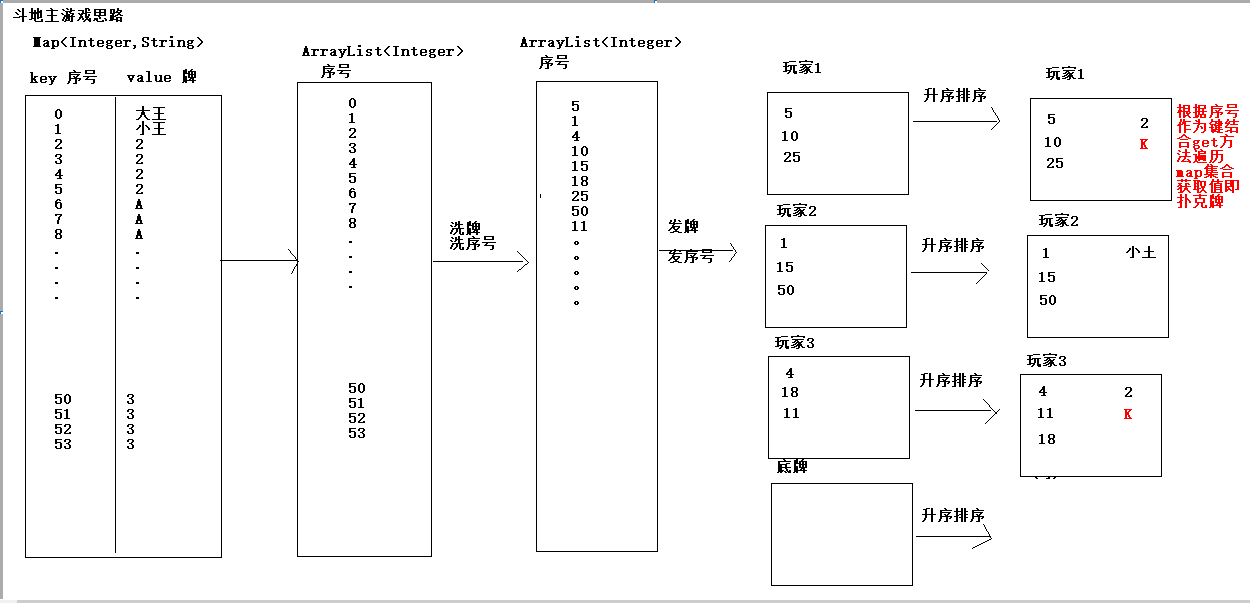 斗地主游戏思路
Map<Integer,String>
key 序号 value 牌
0 大王
1 小王
2 2
3 2
4 2
5 2
6 A
7 A
8 A
. .
. .
. .
. .
50 3
51 3
52 3
53 3
ArrayList<Integer>
序号
0
1
2
3
4
5
6
7
8
.
.
.
.
50
51
52
53
洗牌
洗序号
ArrayList<Integer>
序号
5
1
4
10
15
18
25
50
11
。
。
。
。
。
发牌
发序号
玩家1
5
10
25
升序排序
玩家1
5 2
10 K
25
根据序号
作为键结
合get方
法遍历
map集合
获取值即
扑克牌
玩家2
1
15
50
升序排序
玩家2
1 小土
15
50
玩家3
4
18
11
升序排序
玩家3
4 2
11 K
18
底牌
升序排序